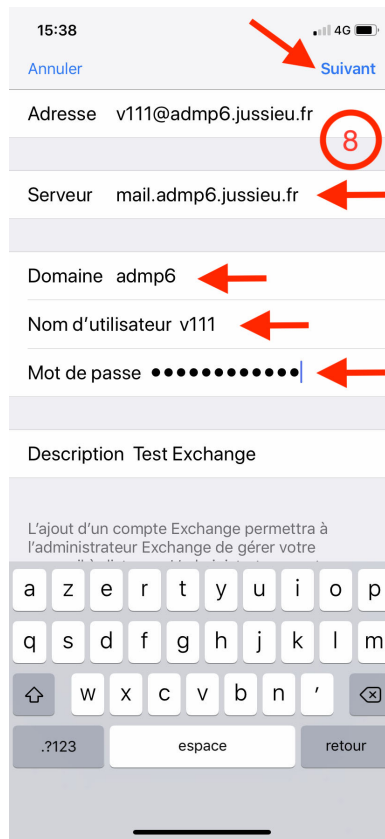 15:38 4G
Annuler Suivant
Adresse v111@admp6.jussieu.fr
8
Serveur mail.admp6.jussieu.fr
Domaine admp6
Nom d'utilisateur v111
Mot de passe ●●●●●●●●●●●●
Description Test Exchange
L'ajout d'un compte Exchange permettra à
l'administrateur Exchange de gérer votre
a z e r t y u i o p
q s d f g h j k l m
w x c v b n '
.?123 espace retour